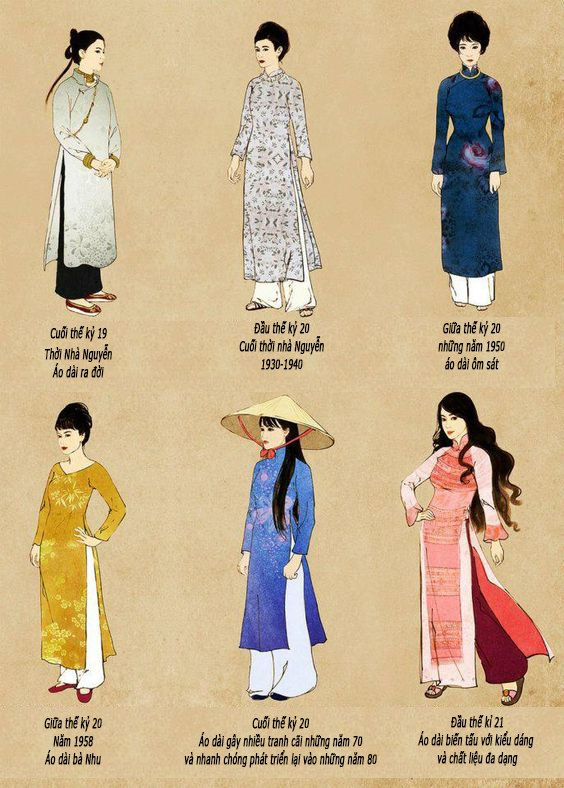 Cuối thế kỷ 19
Thời Nhà Nguyễn
Áo dài ra đời
Đầu thế kỷ 20
Cuối thời nhà Nguyễn
1930-1940
Giữa thế kỷ 20
những năm 1950
áo dài ôm sát
Giữa thế kỷ 20
Năm 1958
Áo dài bà Nhu
Cuối thế kỷ 20
Áo dài gây nhiều tranh cãi những năm 70
và nhanh chóng phát triển lại vào những năm 80
Đầu thế kỉ 21
Áo dài biến tấu với kiểu dáng
và chất liệu đa dạng